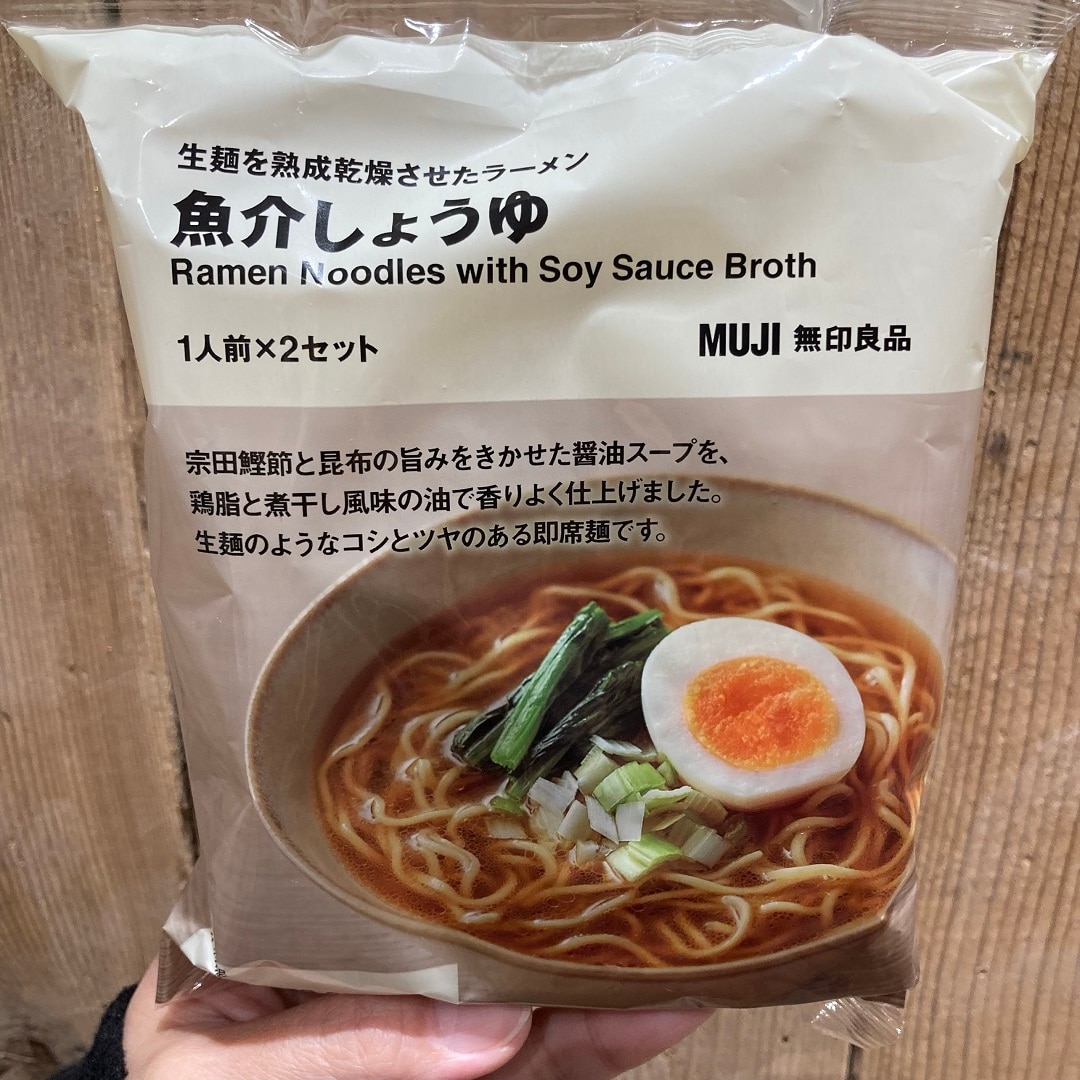 生麺を熟成乾燥させたラーメン
魚介しょうゆ
Ramen Noodles with Soy Sauce Broth
1人前×2セット
MUJI 無印良品
宗田鰹節と昆布の旨みをきかせた醤油スープを、
鶏脂と煮干し風味の油で香りよく仕上げました。
生麺のようなコシとツヤのある即席麺です。